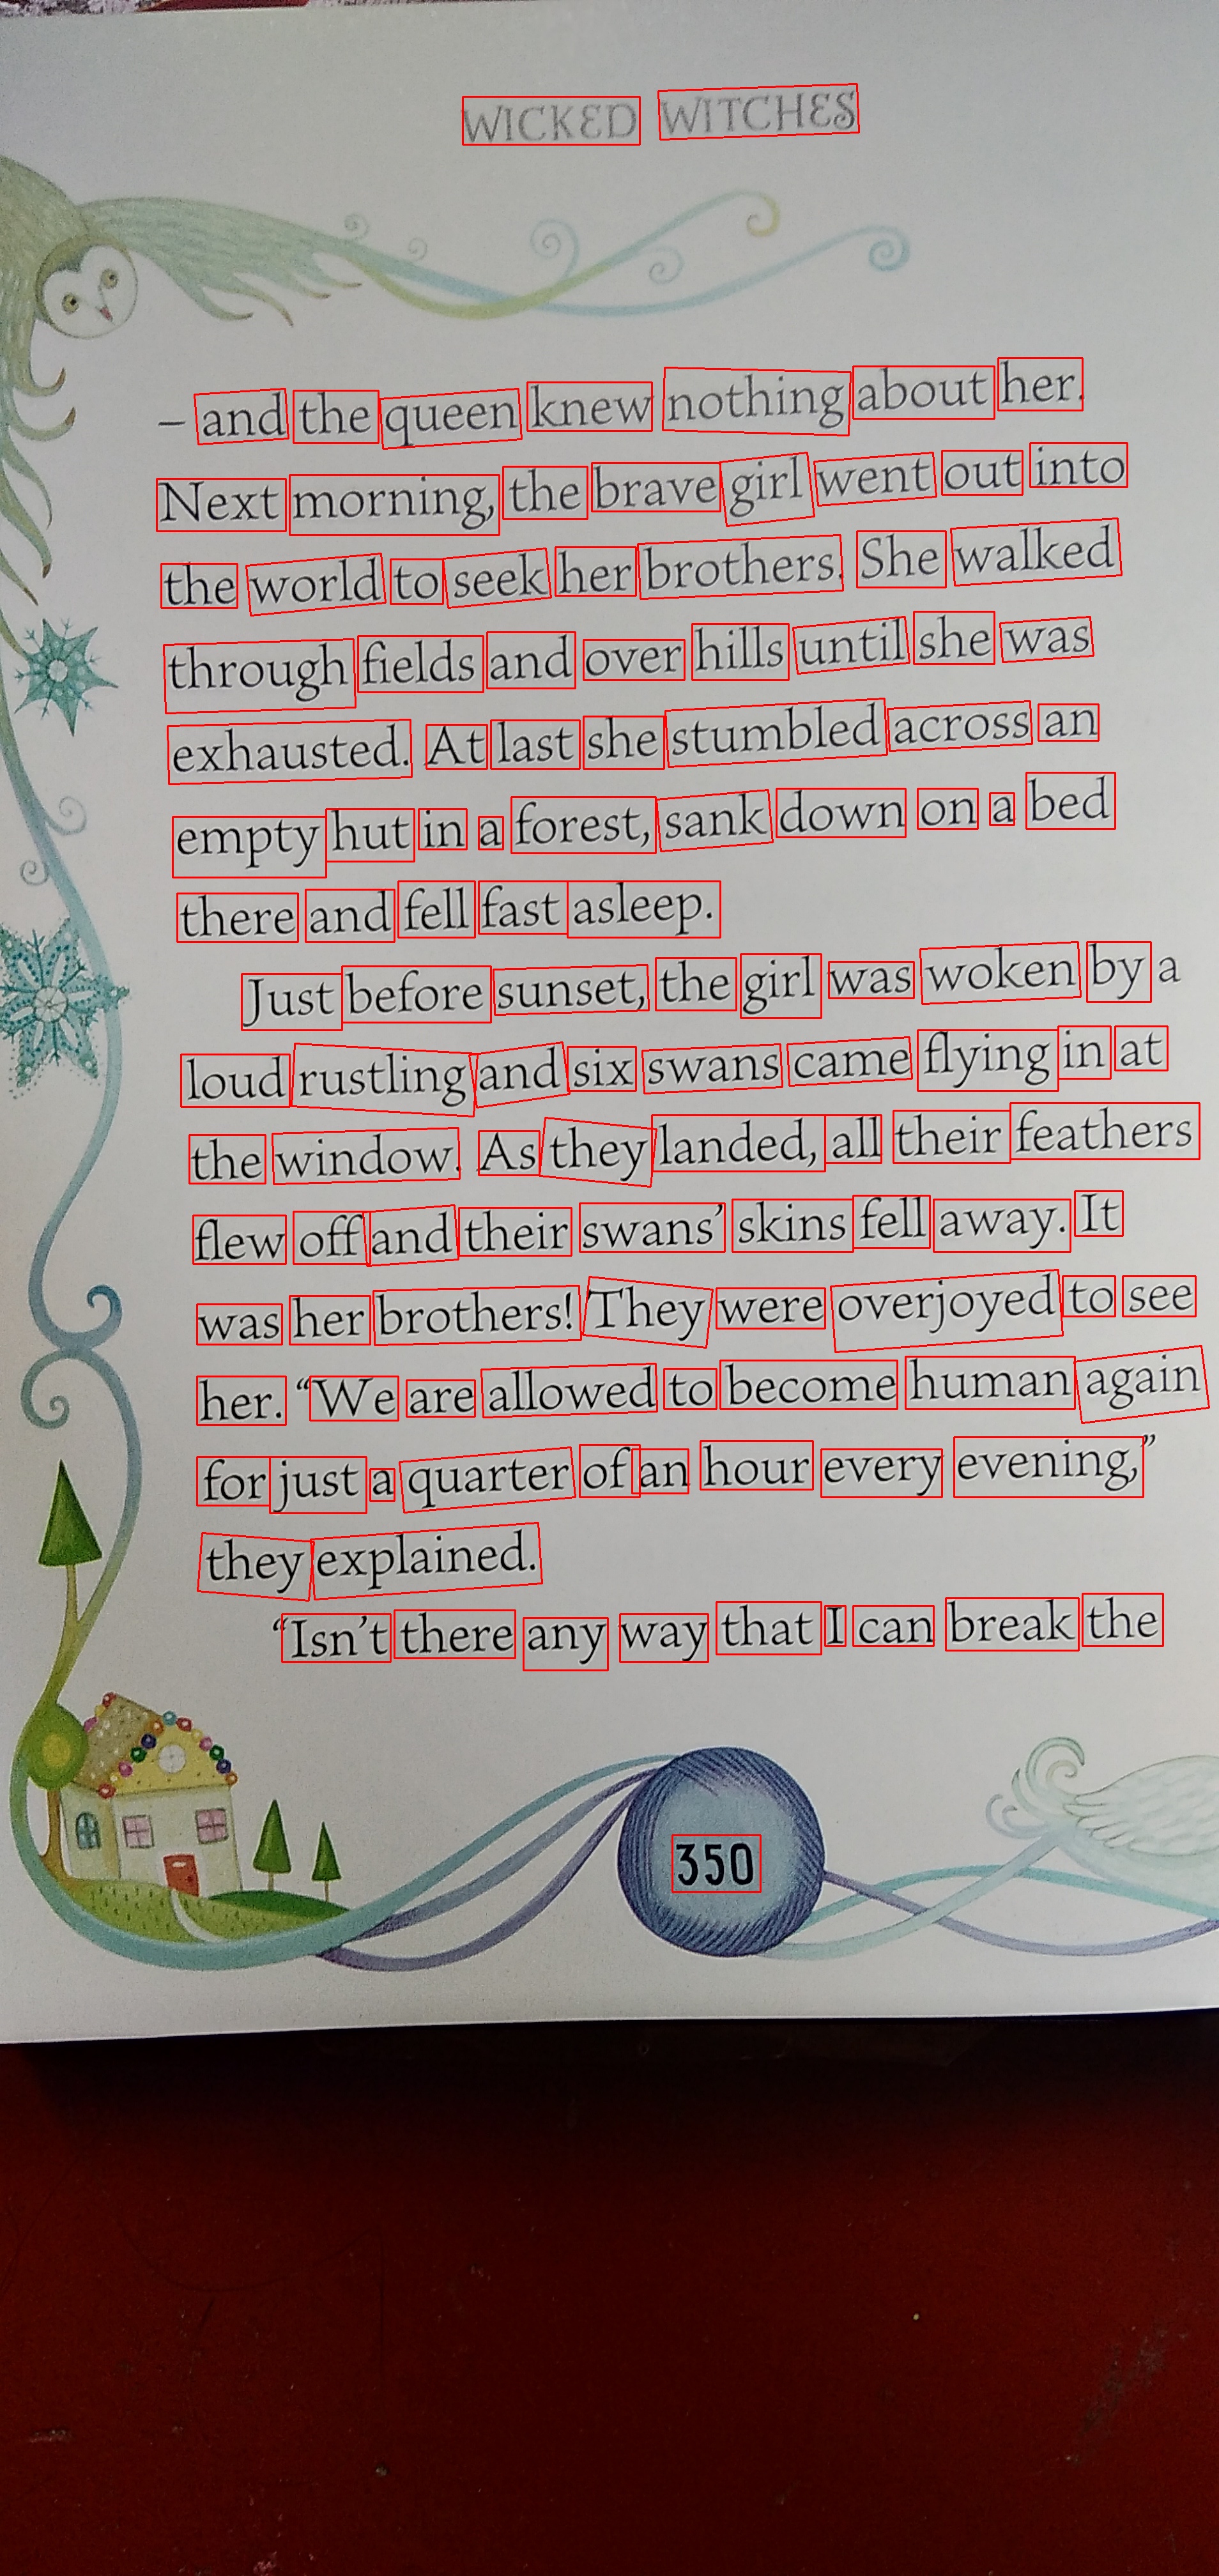 WICKED WITCHES
– and the queen knew nothing about her.
Next morning, the brave girl went out into
the world to seek her brothers. She walked
through fields and over hills until she was
exhausted. At last she stumbled across an
empty hut in a forest, sank down on a bed
there and fell fast asleep.
Just before sunset, the girl was woken by a
loud rustling and six swans came flying in at
the window. As they landed, all their feathers
flew off and their swans’ skins fell away. It
was her brothers! They were overjoyed to see
her. “We are allowed to become human again
for just a quarter of an hour every evening,”
they explained.
“Isn’t there any way that I can break the
350